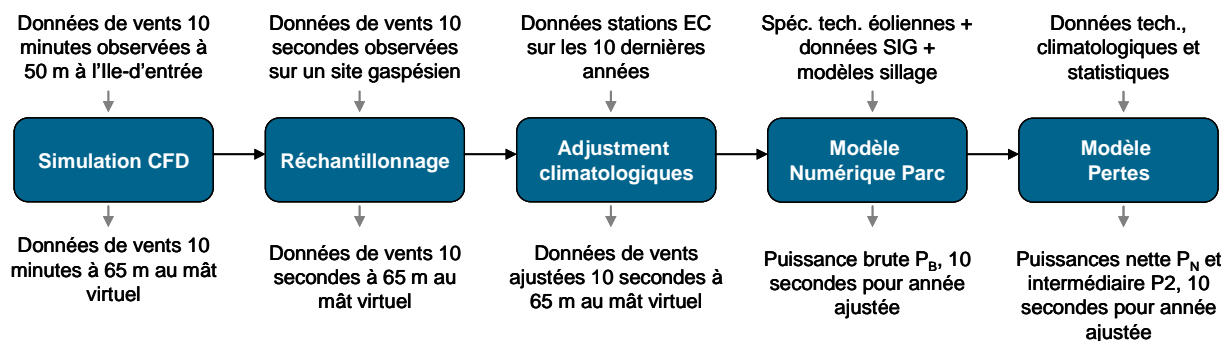 Données de vents 10
minutes observées à
50 m à l'Ile-d'entrée
Données de vents 10
secondes observées
sur un site gaspésien
Données stations EC
sur les 10 dernières
années
Spéc. tech. éoliennes +
données SIG +
modèles sillage
Données tech.,
climatologiques et
statistiques
Simulation CFD
Réchantillonnage
Adjustment
climatologiques
Modèle
Numérique Parc
Modèle
Pertes
Données de vents 10
minutes à 65 m au mât
virtuel
Données de vents 10
secondes à 65 m au
mât virtuel
Données de vents
ajustées 10 secondes à
65 m au mât virtuel
Puissance brute P_B, 10
secondes pour année
ajustée
Puissances nette P_N et
intermédiaire P2, 10
secondes pour année
ajustée